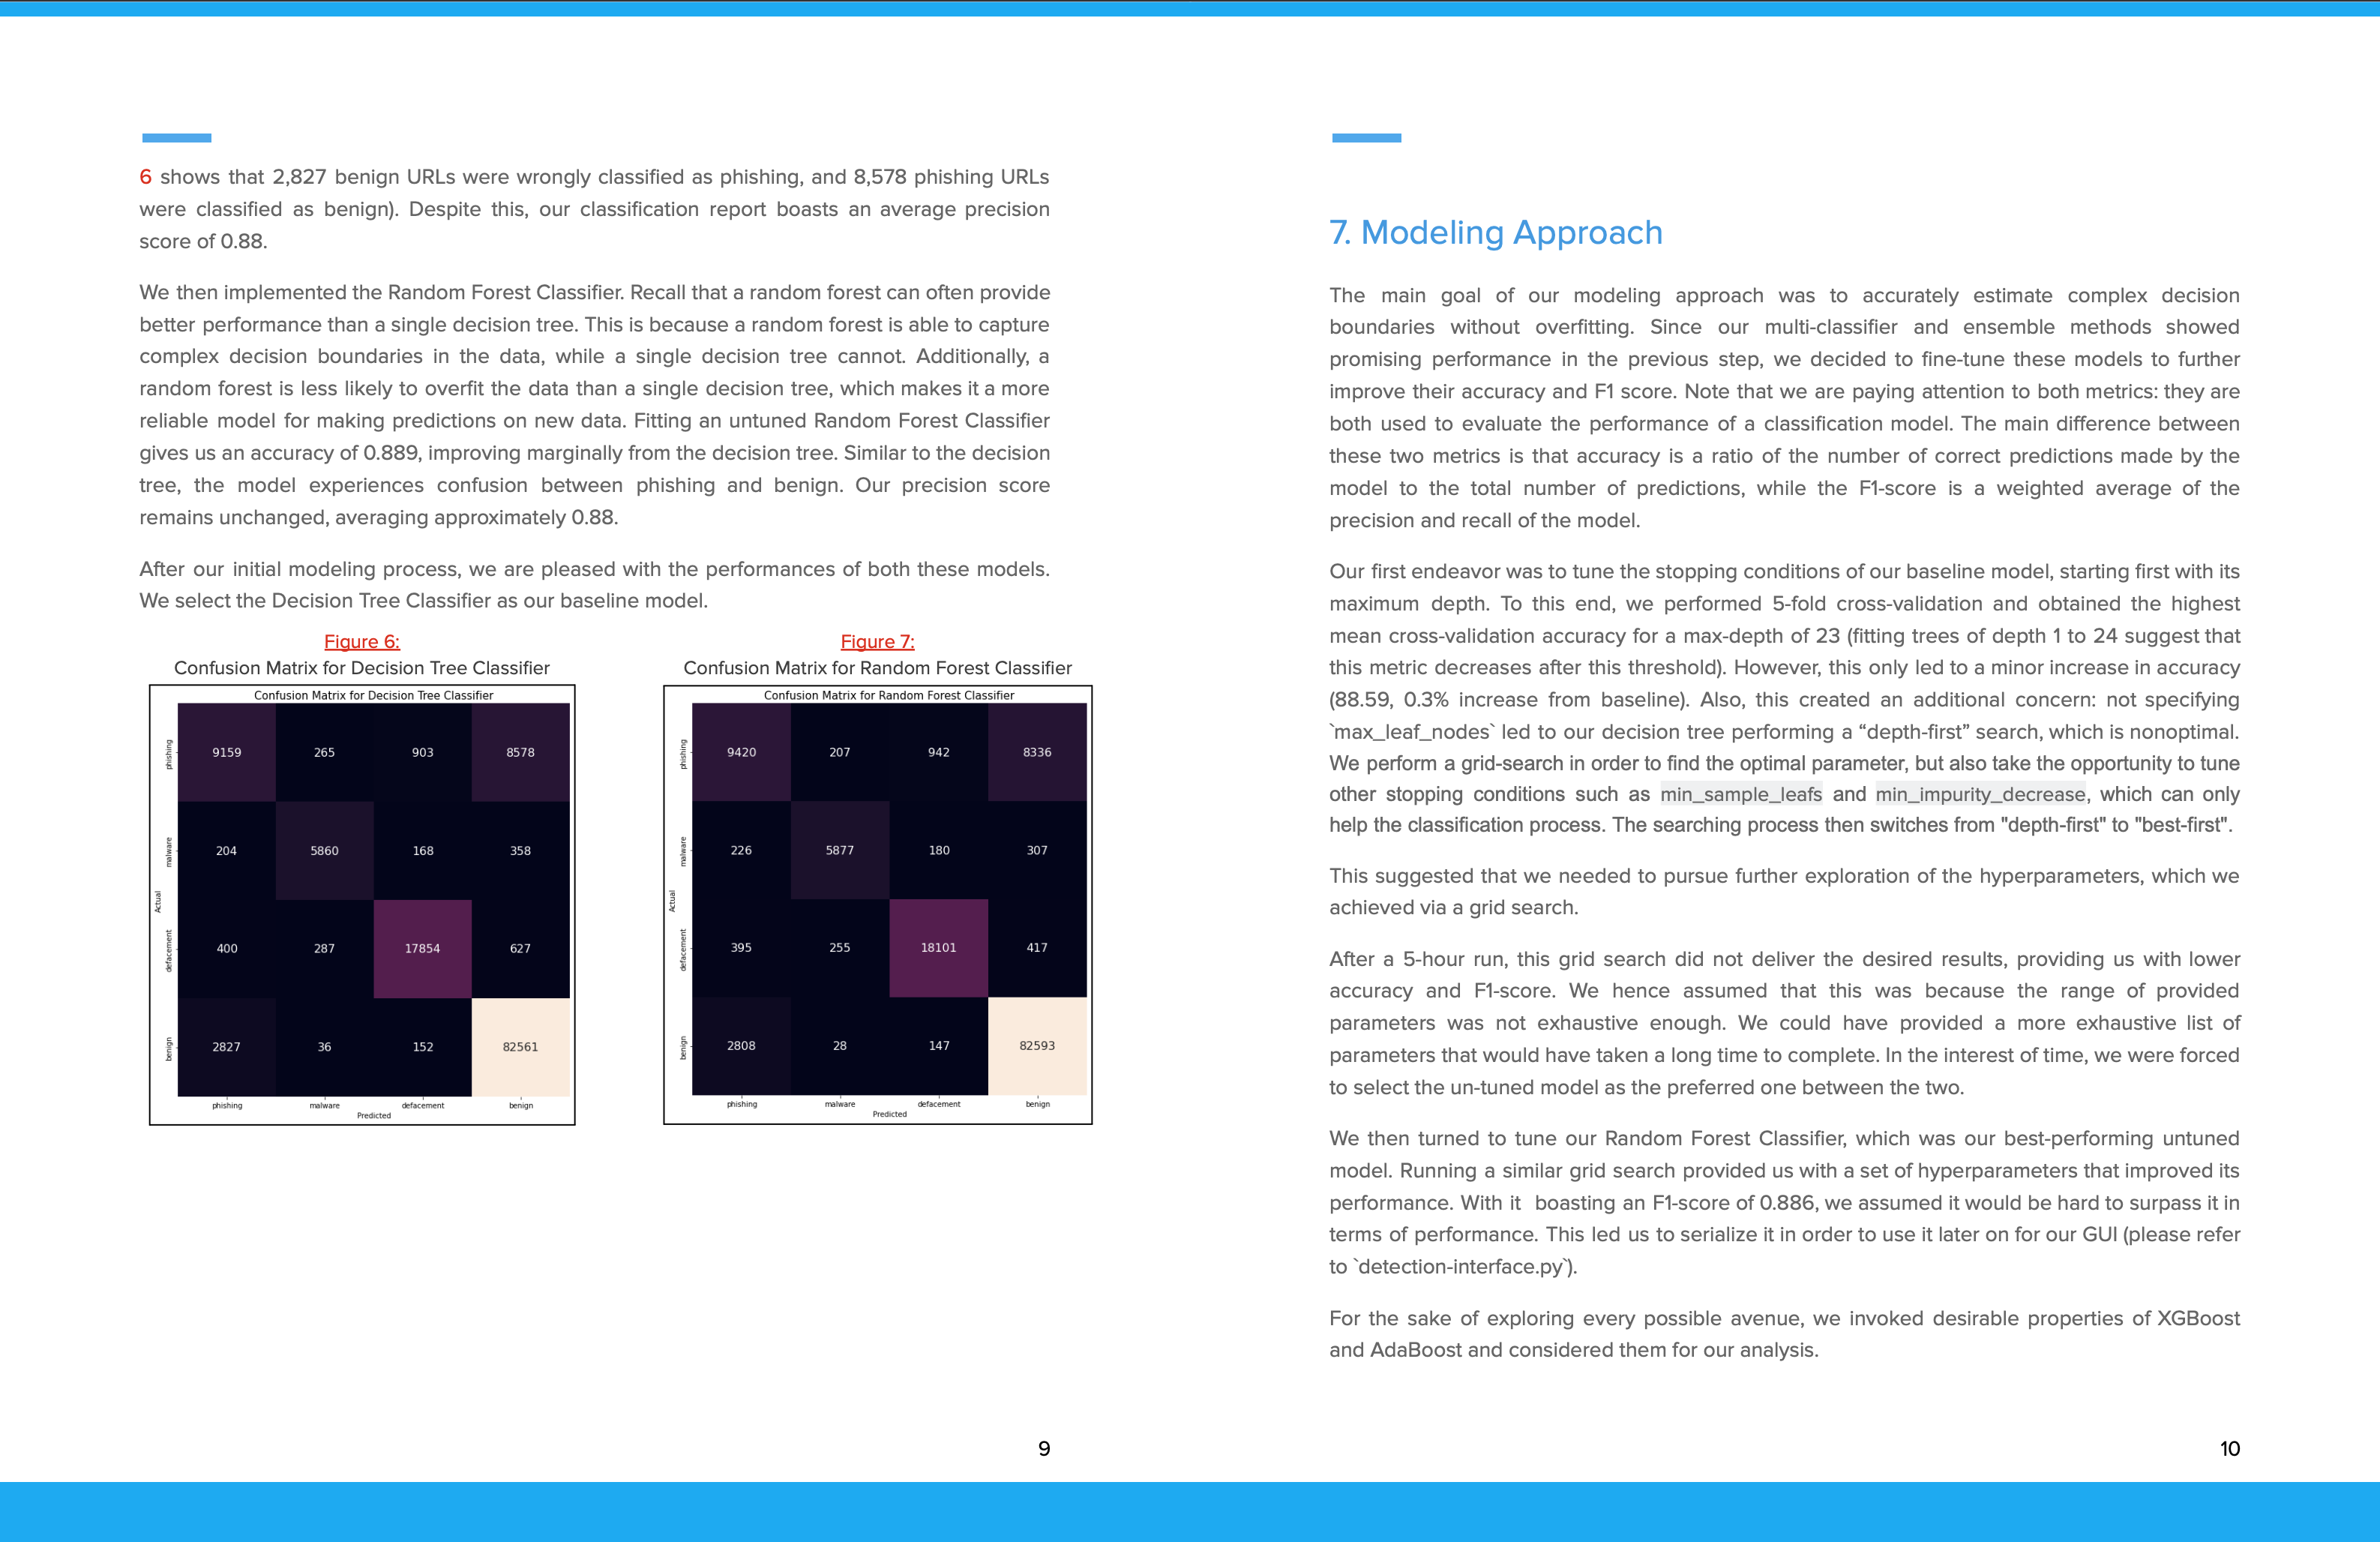 6 shows that 2,827 benign URLs were wrongly classified as phishing, and 8,578 phishing URLs
were classified as benign). Despite this, our classification report boasts an average precision
score of 0.88.
We then implemented the Random Forest Classifier. Recall that a random forest can often provide
better performance than a single decision tree. This is because a random forest is able to capture
complex decision boundaries in the data, while a single decision tree cannot. Additionally, a
random forest is less likely to overfit the data than a single decision tree, which makes it a more
reliable model for making predictions on new data. Fitting an untuned Random Forest Classifier
gives us an accuracy of 0.889, improving marginally from the decision tree. Similar to the decision
tree, the model experiences confusion between phishing and benign. Our precision score
remains unchanged, averaging approximately 0.88.
After our initial modeling process, we are pleased with the performances of both these models.
We select the Decision Tree Classifier as our baseline model.
Figure 6:
Confusion Matrix for Decision Tree Classifier
Confusion Matrix for Decision Tree Classifier
Actual
phishing
9159 265 903 8578
malware
204 5860 168 358
defacement
400 287 17854 627
benign
2827 36 152 82561
phishing malware defacement benign
Predicted
Figure 7:
Confusion Matrix for Random Forest Classifier
Confusion Matrix for Random Forest Classifier
Actual
phishing
9420 207 942 8336
malware
226 5877 180 307
defacement
395 255 18101 417
benign
2808 28 147 82593
phishing malware defacement benign
Predicted
9
7. Modeling Approach
The main goal of our modeling approach was to accurately estimate complex decision
boundaries without overfitting. Since our multi-classifier and ensemble methods showed
promising performance in the previous step, we decided to fine-tune these models to further
improve their accuracy and F1 score. Note that we are paying attention to both metrics: they are
both used to evaluate the performance of a classification model. The main difference between
these two metrics is that accuracy is a ratio of the number of correct predictions made by the
model to the total number of predictions, while the F1-score is a weighted average of the
precision and recall of the model.
Our first endeavor was to tune the stopping conditions of our baseline model, starting first with its
maximum depth. To this end, we performed 5-fold cross-validation and obtained the highest
mean cross-validation accuracy for a max-depth of 23 (fitting trees of depth 1 to 24 suggest that
this metric decreases after this threshold). However, this only led to a minor increase in accuracy
(88.59, 0.3% increase from baseline). Also, this created an additional concern: not specifying
`max_leaf_nodes` led to our decision tree performing a “depth-first” search, which is nonoptimal.
We perform a grid-search in order to find the optimal parameter, but also take the opportunity to tune
other stopping conditions such as min_sample_leafs and min_impurity_decrease, which can only
help the classification process. The searching process then switches from "depth-first" to "best-first".
This suggested that we needed to pursue further exploration of the hyperparameters, which we
achieved via a grid search.
After a 5-hour run, this grid search did not deliver the desired results, providing us with lower
accuracy and F1-score. We hence assumed that this was because the range of provided
parameters was not exhaustive enough. We could have provided a more exhaustive list of
parameters that would have taken a long time to complete. In the interest of time, we were forced
to select the un-tuned model as the preferred one between the two.
We then turned to tune our Random Forest Classifier, which was our best-performing untuned
model. Running a similar grid search provided us with a set of hyperparameters that improved its
performance. With it boasting an F1-score of 0.886, we assumed it would be hard to surpass it in
terms of performance. This led us to serialize it in order to use it later on for our GUI (please refer
to `detection-interface.py`).
For the sake of exploring every possible avenue, we invoked desirable properties of XGBoost
and AdaBoost and considered them for our analysis.
10